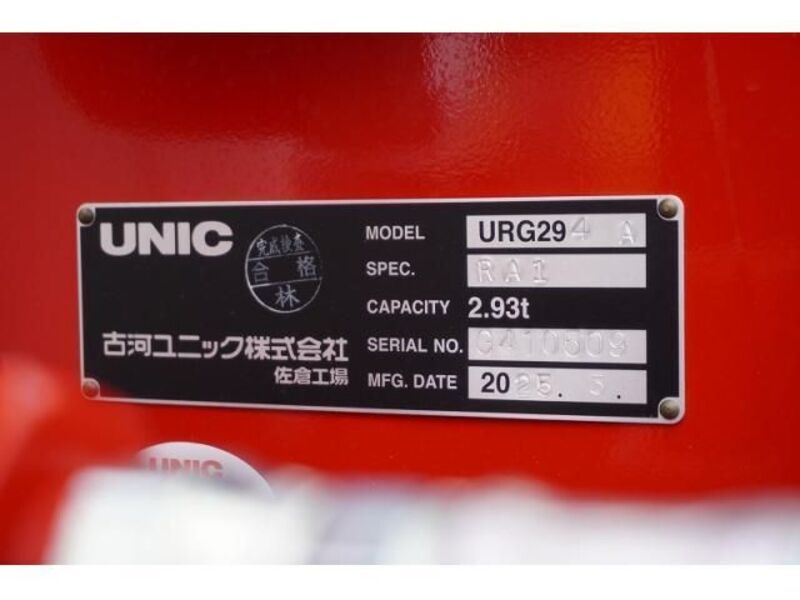 UNIC
完成検査
合格
林
MODEL URG294 A
SPEC. RA1
CAPACITY 2.93t
古河ユニック株式会社
佐倉工場
SERIAL NO. G410509
MFG. DATE 2025. 3.
UNIC